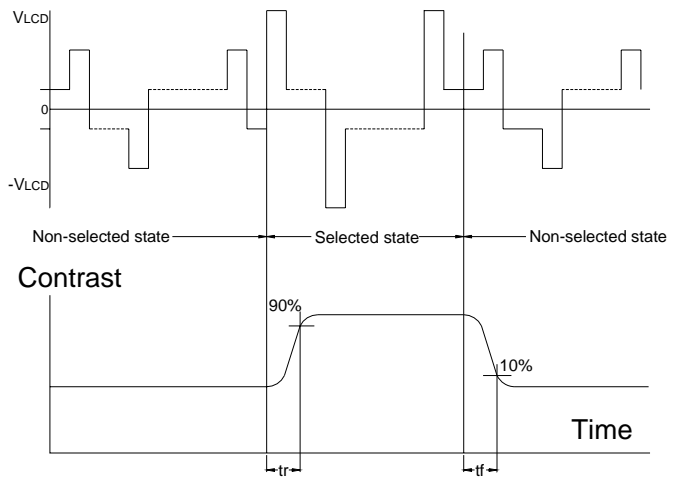 VLCD
0
-VLCD
Non-selected state
Selected state
Non-selected state
Contrast
90%
10%
Time
tr
tf